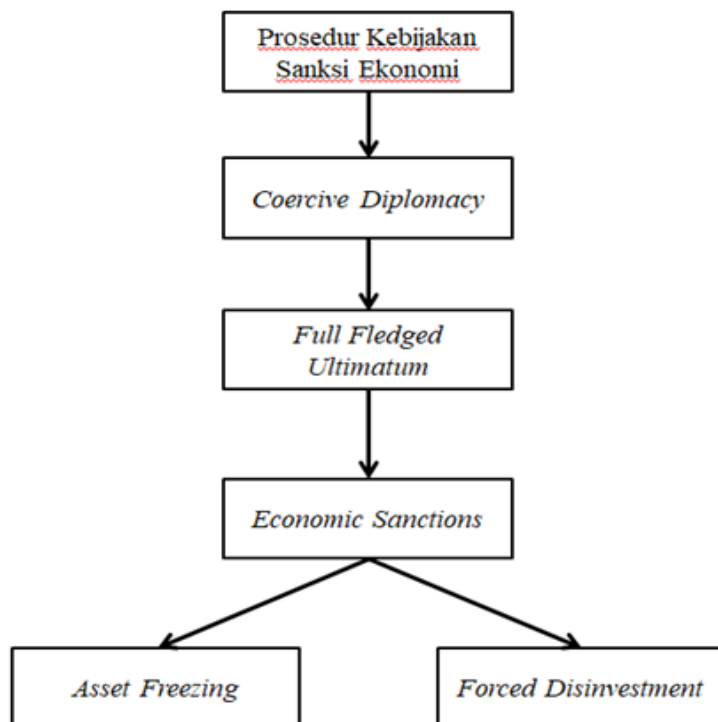 Prosedur Kebijakan
Sanksi Ekonomi
Coercive Diplomacy
Full Fledged
Ultimatum
Economic Sanctions
Asset Freezing
Forced Disinvestment